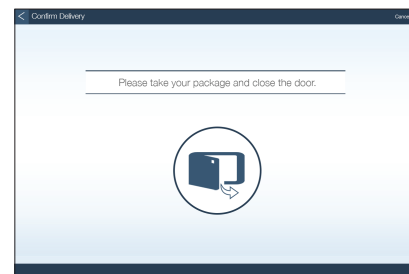 Confirm Delivery
Cancel
Please take your package and close the door.